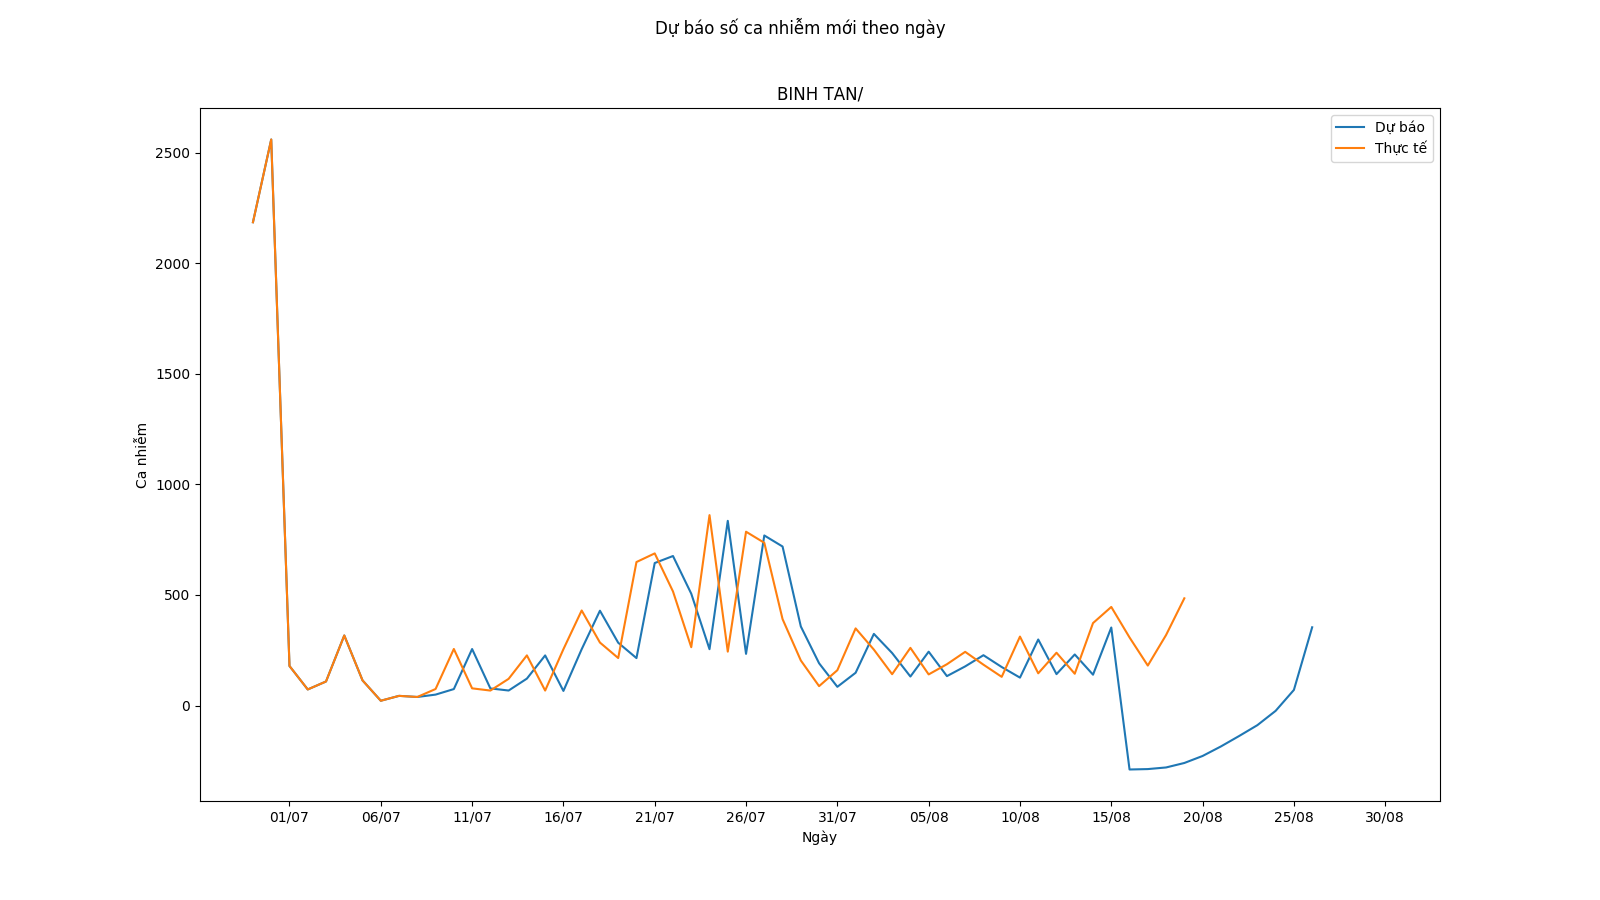 Dự báo số ca nhiễm mới theo ngày
BINH TAN/
Dự báo
Thực tế
2500
2000
1500
1000
500
0
Ca nhiễm
01/07 06/07 11/07 16/07 21/07 26/07 31/07 05/08 10/08 15/08 20/08 25/08 30/08
Ngày